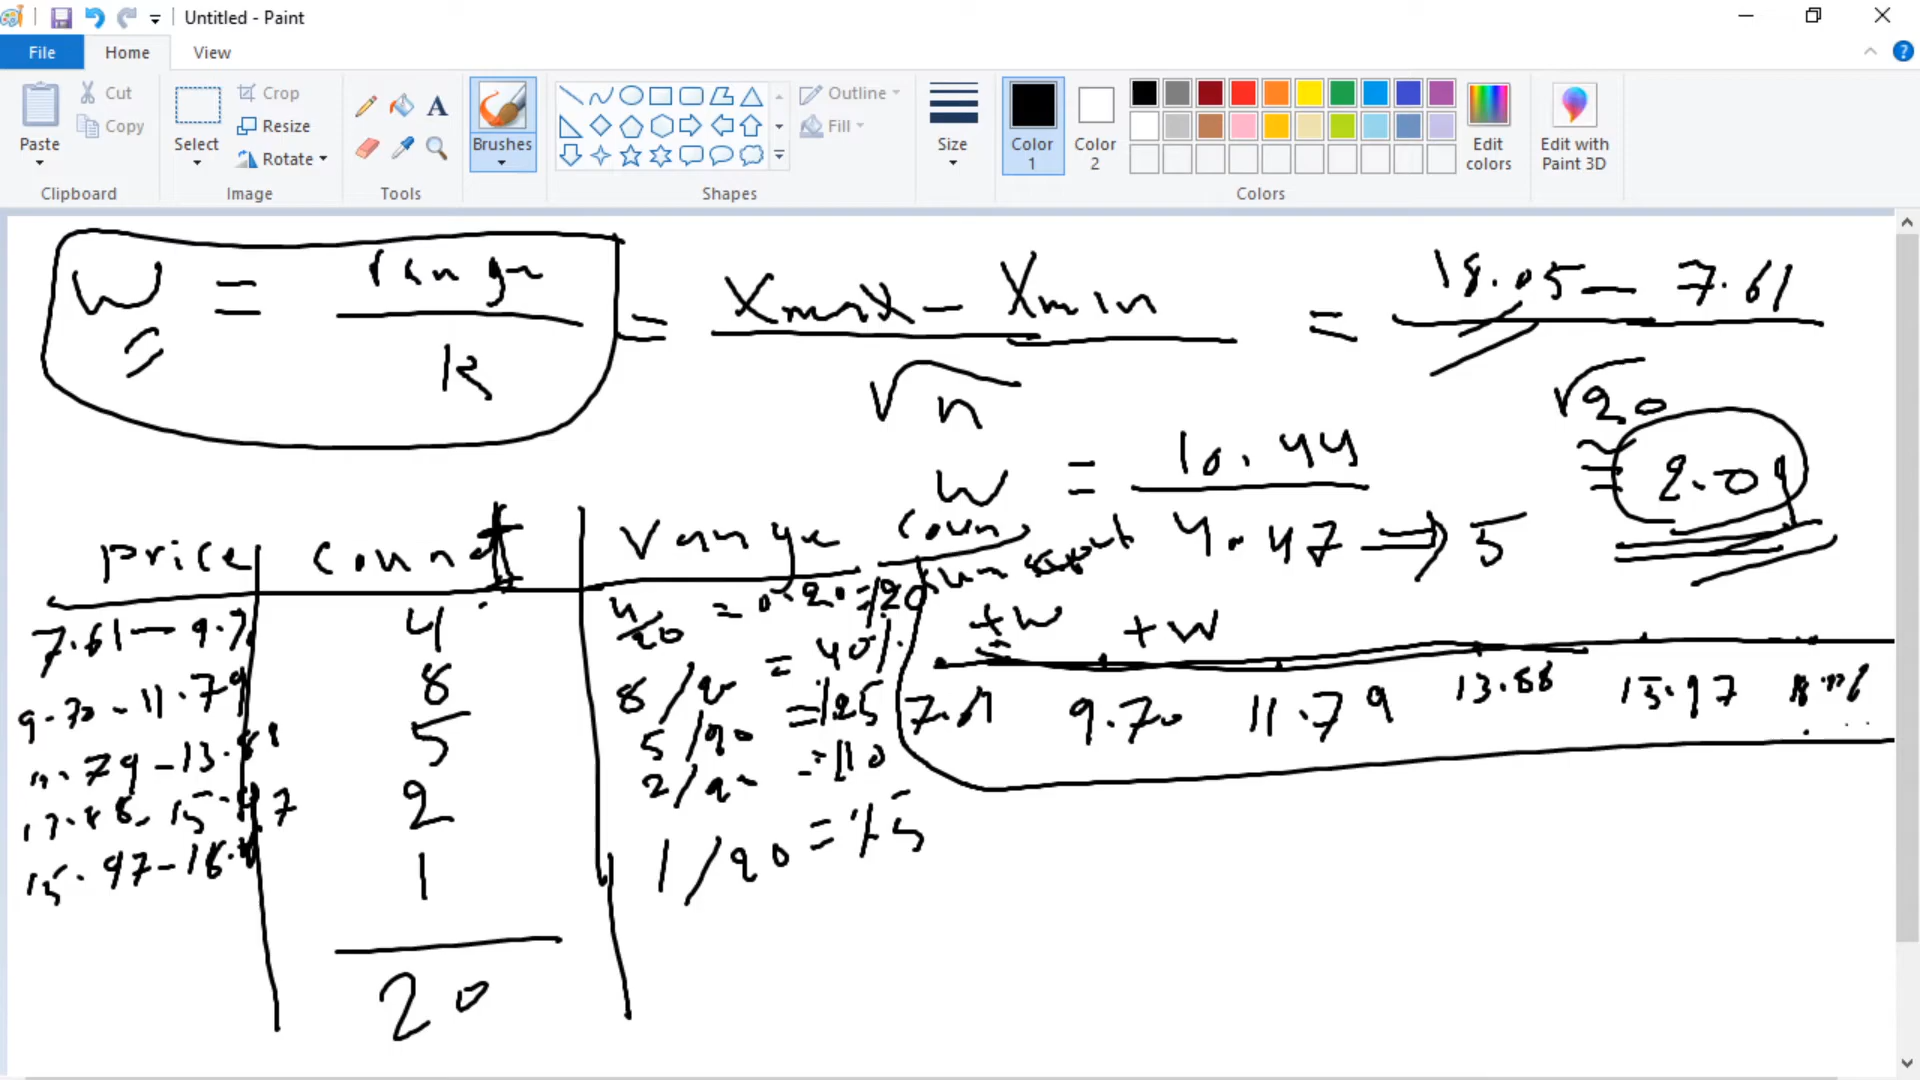 Untitled - Paint
File Home View
Paste
Cut
Copy
Clipboard
Select
Crop
Resize
Rotate
Image
Tools
Brushes
Shapes
Outline
Fill
Size
Color 1
Color 2
Colors
Edit colors
Edit with Paint 3D
W = range / k = Xmax - Xmin / √n = 18.05 - 7.61 / √20
≅ 2.09
W = 10.44 / 4.47 ⇒ 5
price count range count
7.61 - 9.7 4 4/20 = 0.20 = %20
9.70 - 11.79 8 8/20 = 40%
11.79 - 13.88 5 5/20 = %25
13.88 - 15.97 2 2/20 = %10
15.97 - 18. 1 1/20 = %5
20
+W +W
7.61 9.70 11.79 13.88 15.97 18.06